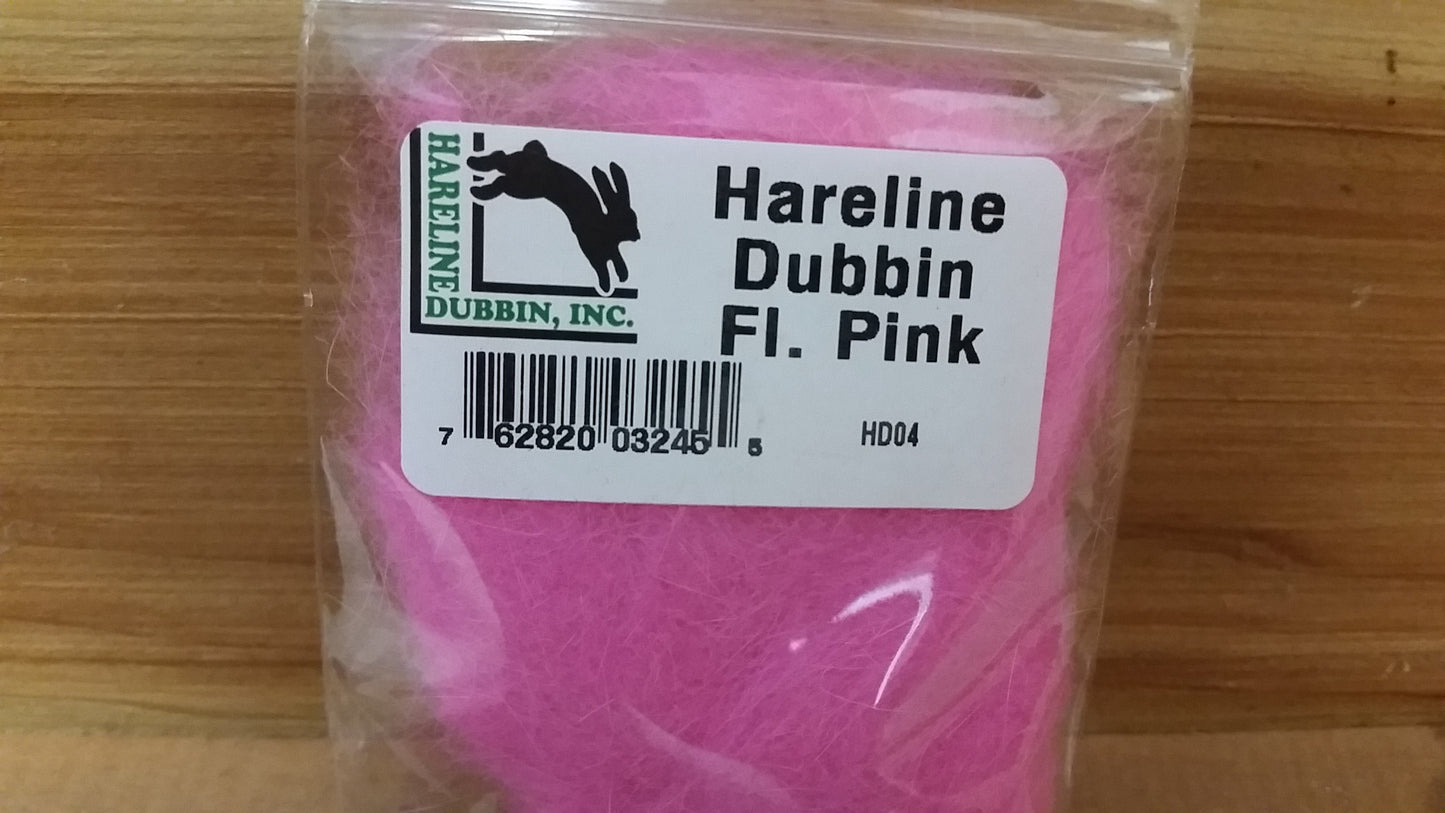 HARELINE
DUBBIN, INC.
Hareline
Dubbin
Fl. Pink
7 62820 03245 5
HD04